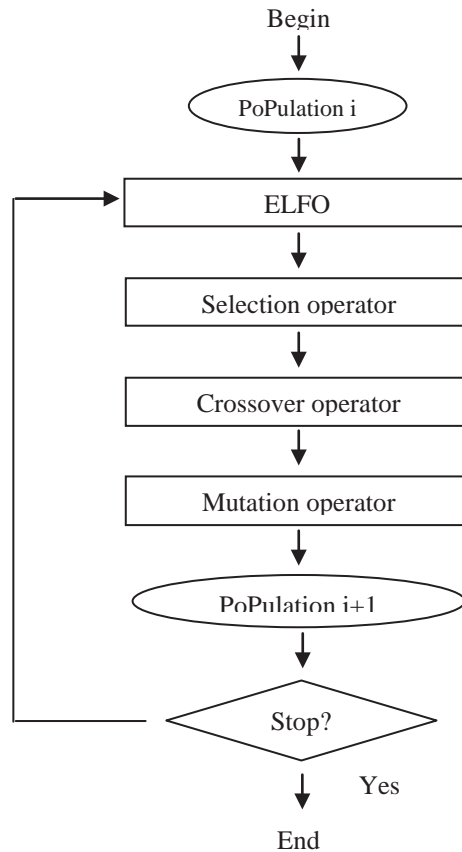 Begin
PoPulation i
ELFO
Selection operator
Crossover operator
Mutation operator
PoPulation i+1
Stop?
Yes
End